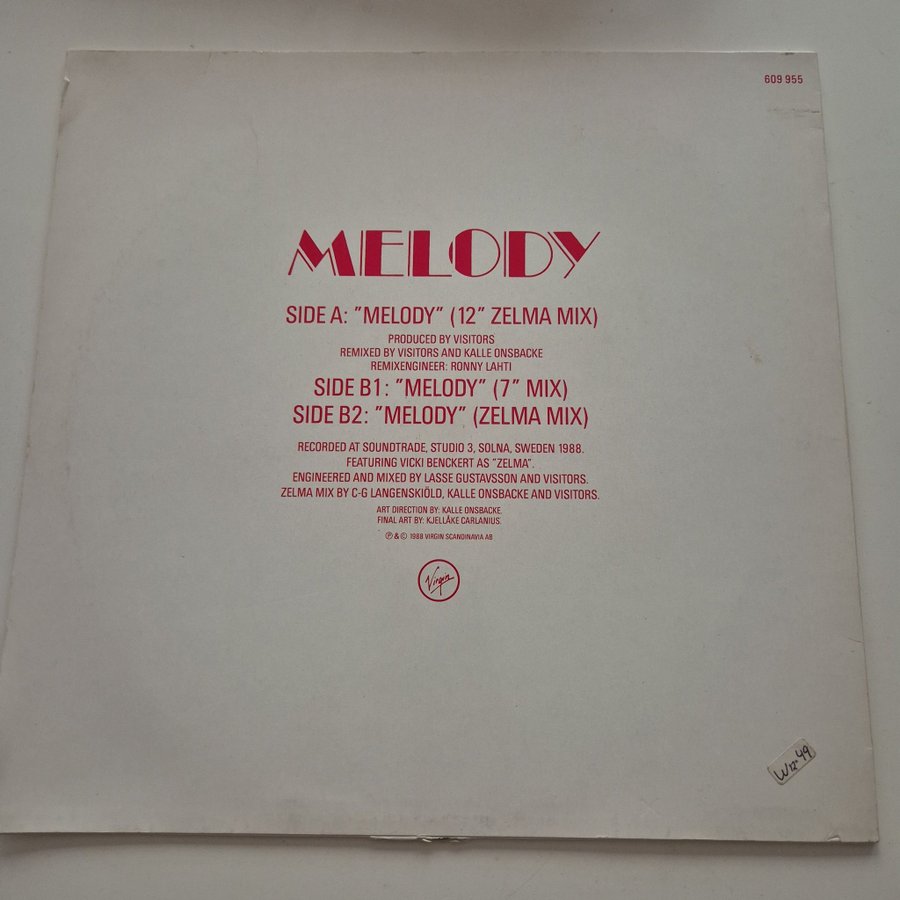 609 955
MELODY
SIDE A: ”MELODY” (12” ZELMA MIX)
PRODUCED BY VISITORS
REMIXED BY VISITORS AND KALLE ONSBACKE
REMIXENGINEER: RONNY LAHTI
SIDE B1: ”MELODY” (7” MIX)
SIDE B2: ”MELODY” (ZELMA MIX)
RECORDED AT SOUNDTRADE, STUDIO 3, SOLNA, SWEDEN 1988.
FEATURING VICKI BENCKERT AS ”ZELMA”.
ENGINEERED AND MIXED BY LASSE GUSTAVSSON AND VISITORS.
ZELMA MIX BY C-G LANGENSKIÖLD, KALLE ONSBACKE AND VISITORS.
ART DIRECTION BY: KALLE ONSBACKE.
FINAL ART BY: KJELLÅKE CARLANIUS.
Ⓟ & © 1988 VIRGIN SCANDINAVIA AB
Virgin
W12" 49